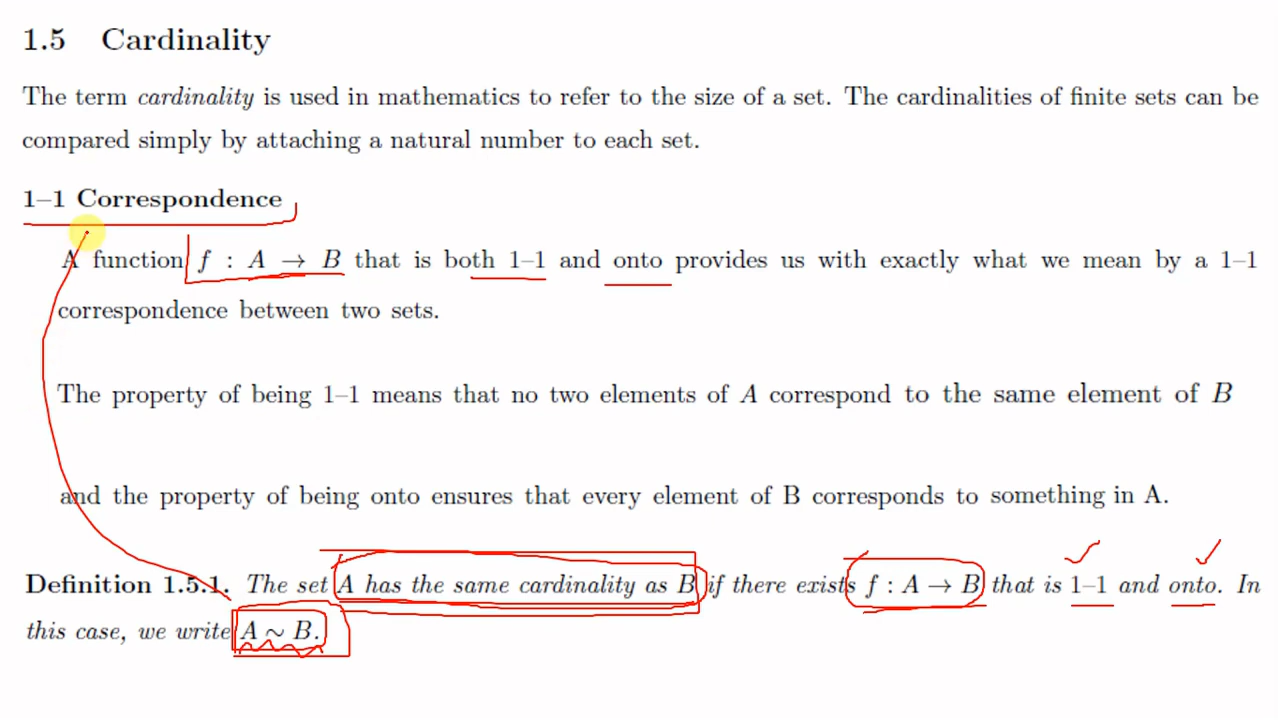 1.5 Cardinality
The term cardinality is used in mathematics to refer to the size of a set. The cardinalities of finite sets can be
compared simply by attaching a natural number to each set.
1–1 Correspondence
A function f : A → B that is both 1–1 and onto provides us with exactly what we mean by a 1–1
correspondence between two sets.
The property of being 1–1 means that no two elements of A correspond to the same element of B
and the property of being onto ensures that every element of B corresponds to something in A.
Definition 1.5.1. The set A has the same cardinality as B if there exists f : A → B that is 1–1 and onto. In
this case, we write A ∼ B.